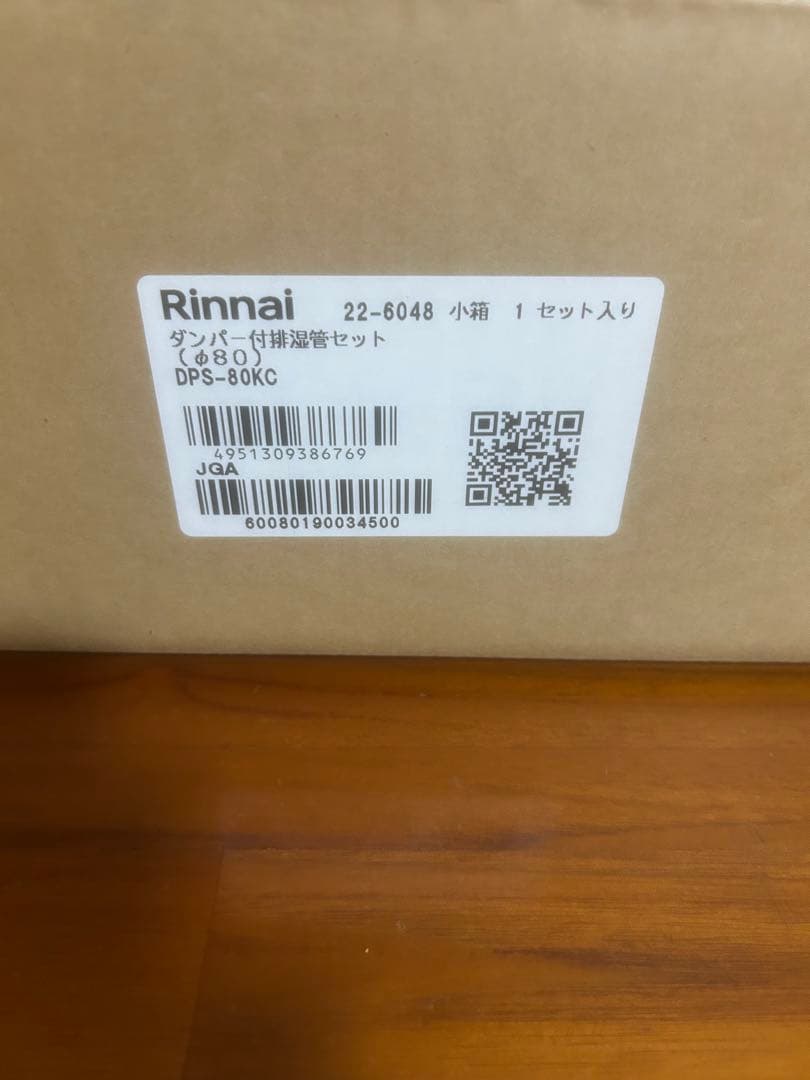 Rinnai 22-6048 小箱 1 セット入り
ダンパー付排湿管セット
(φ80)
DPS-80KC
4951309386769
JGA
60080190034500